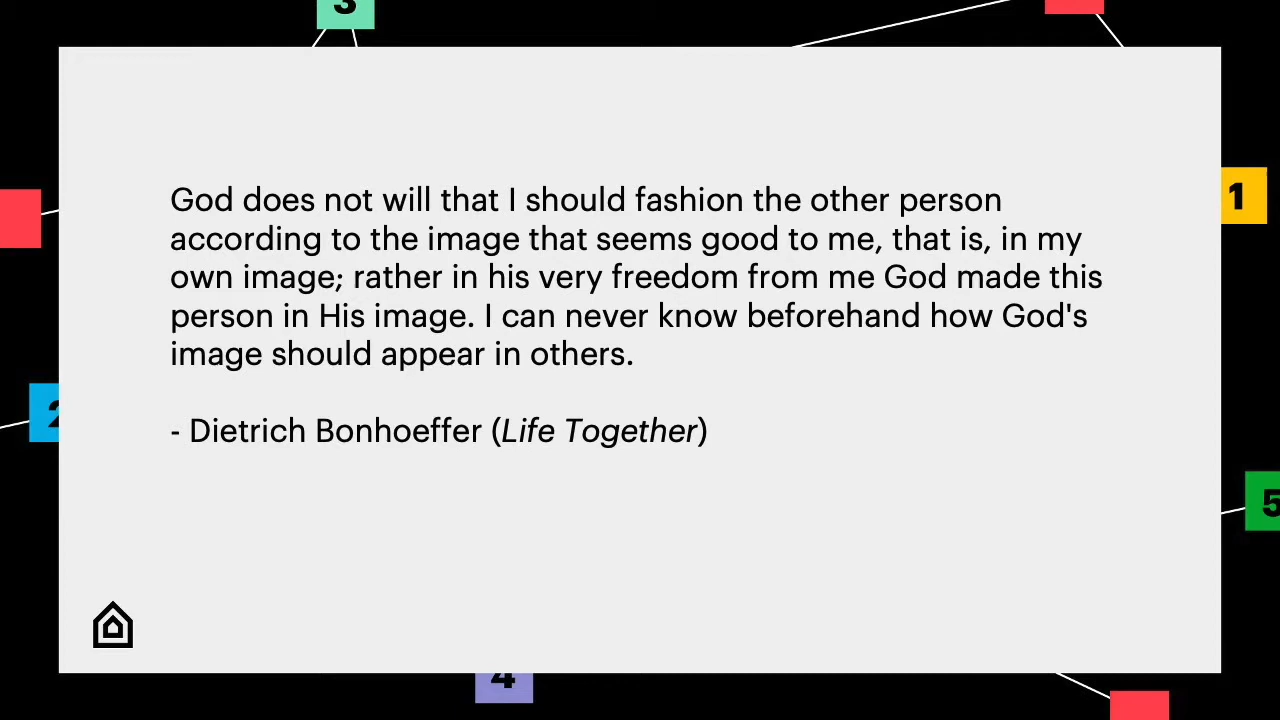 3
God does not will that I should fashion the other person
according to the image that seems good to me, that is, in my
own image; rather in his very freedom from me God made this
person in His image. I can never know beforehand how God's
image should appear in others.
- Dietrich Bonhoeffer (Life Together)
1
2
5
4